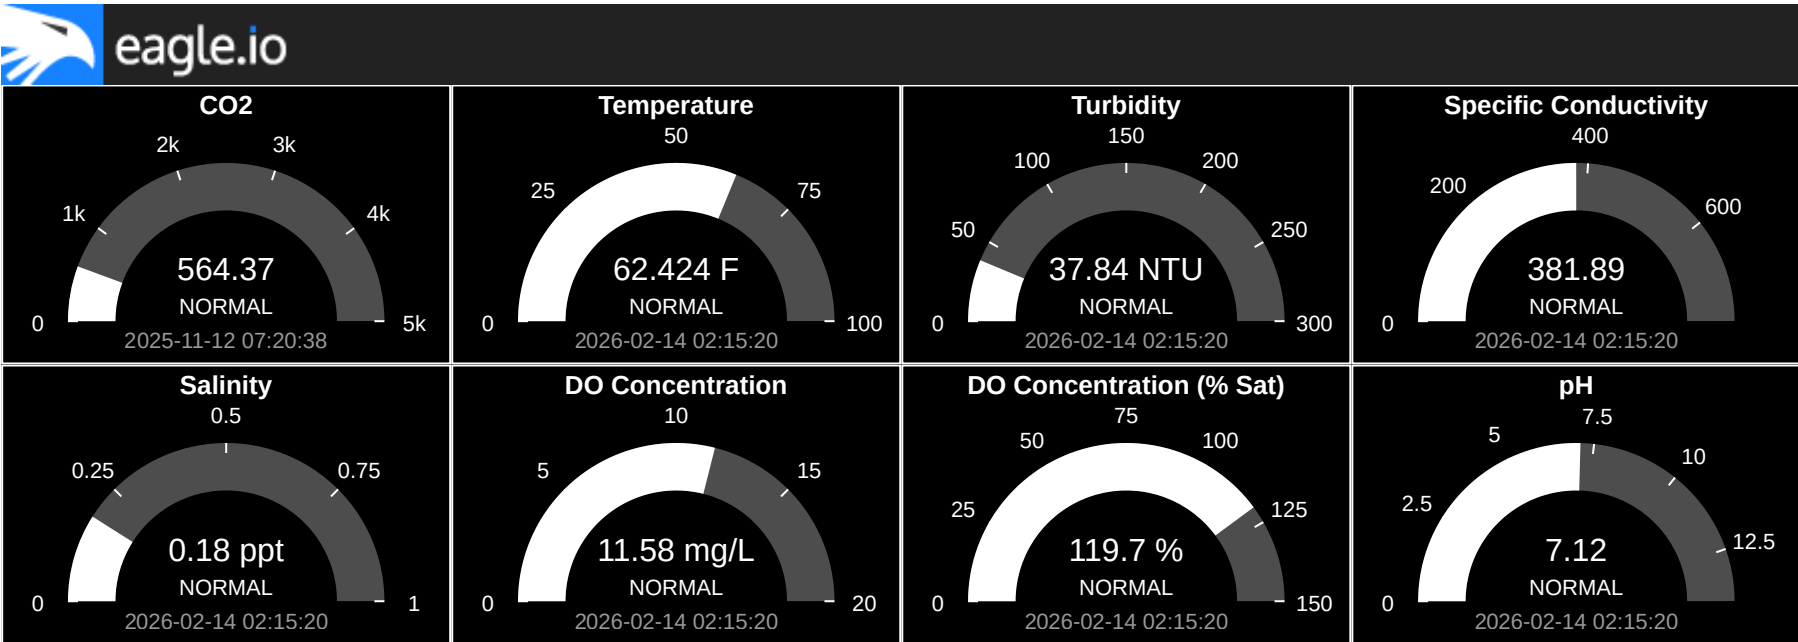 eagle.io
CO2
0
1k
2k
3k
4k
5k
564.37
NORMAL
2025-11-12 07:20:38
Temperature
0
25
50
75
100
62.424 F
NORMAL
2026-02-14 02:15:20
Turbidity
0
50
100
150
200
250
300
37.84 NTU
NORMAL
2026-02-14 02:15:20
Specific Conductivity
0
200
400
600
381.89
NORMAL
2026-02-14 02:15:20
Salinity
0
0.25
0.5
0.75
1
0.18 ppt
NORMAL
2026-02-14 02:15:20
DO Concentration
0
5
10
15
20
11.58 mg/L
NORMAL
2026-02-14 02:15:20
DO Concentration (% Sat)
0
25
50
75
100
125
150
119.7 %
NORMAL
2026-02-14 02:15:20
pH
0
2.5
5
7.5
10
12.5
7.12
NORMAL
2026-02-14 02:15:20